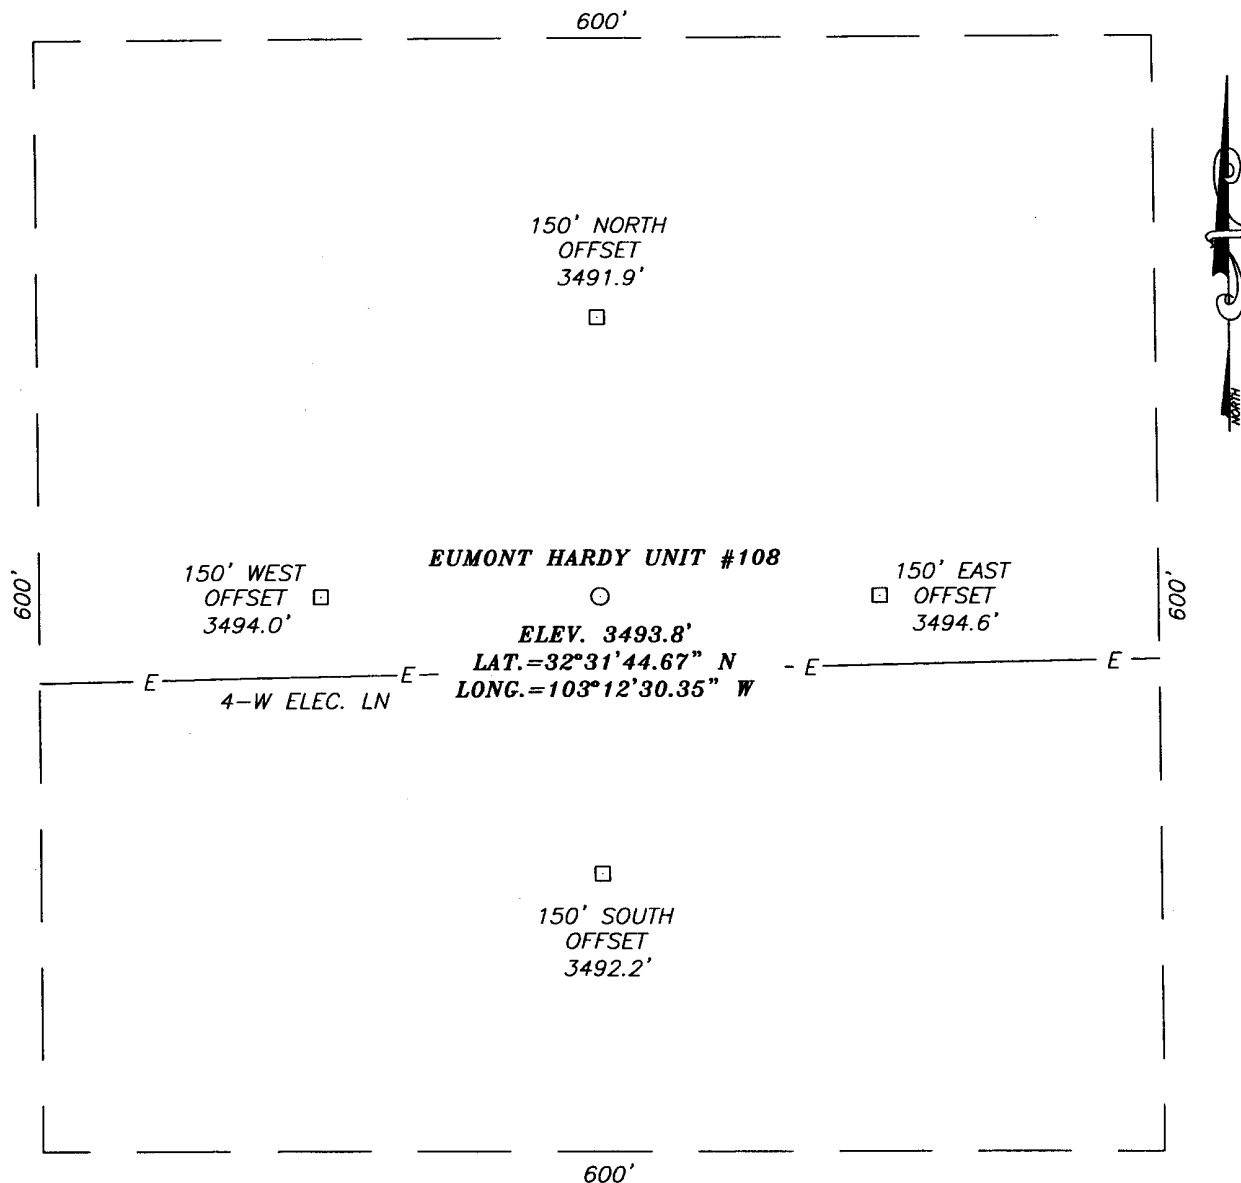 600'
150' NORTH
OFFSET
3491.9'
NORTH
EUMONT HARDY UNIT #108
150' WEST
OFFSET
3494.0'
150' EAST
OFFSET
3494.6'
600'
600'
ELEV. 3493.8'
LAT.=32°31'44.67" N
LONG.=103°12'30.35" W
E
E
E
E
4-W ELEC. LN
150' SOUTH
OFFSET
3492.2'
600'